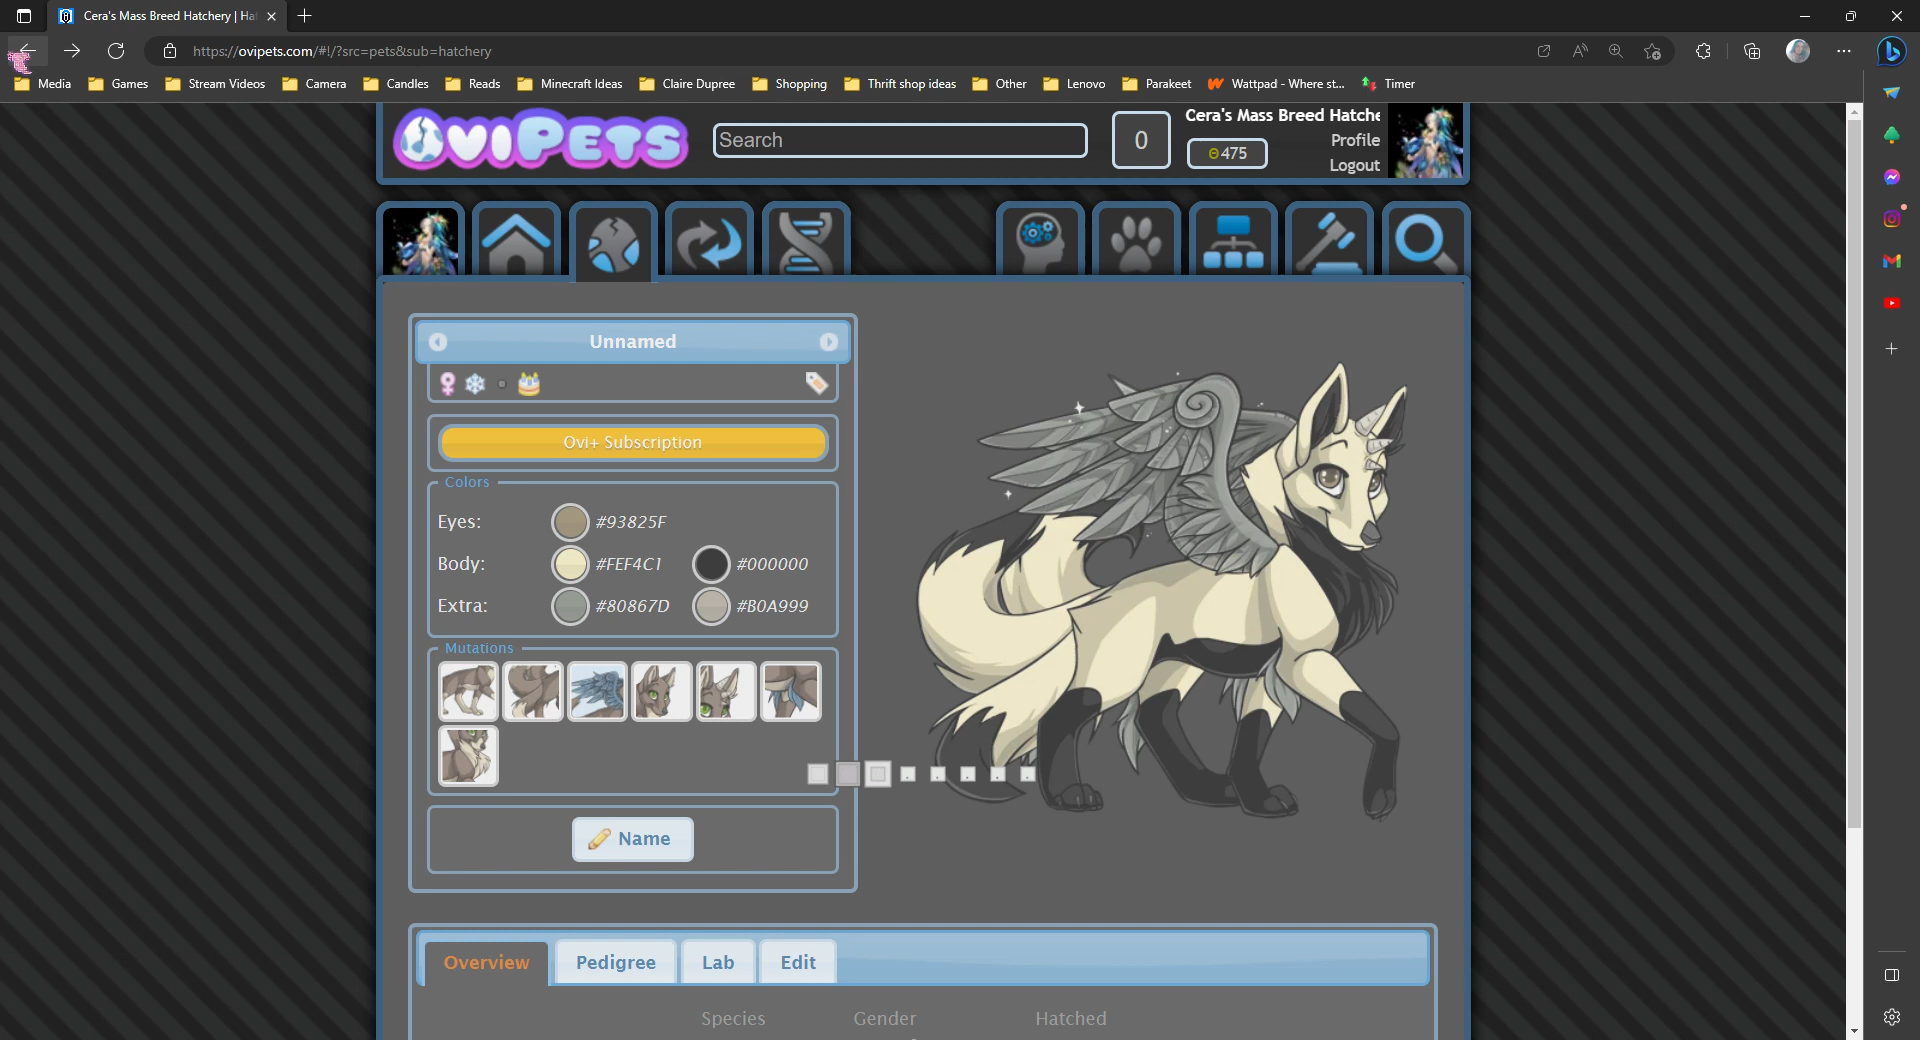 Cera's Mass Breed Hatchery | Ha
https://ovipets.com/#!/?src=pets&sub=hatchery
Media Games Stream Videos Camera Candles Reads Minecraft Ideas Claire Dupree Shopping Thrift shop ideas Other Lenovo Parakeet Wattpad - Where st... Timer
OviPets
Search
0
Cera's Mass Breed Hatche
475
Profile
Logout
Unnamed
Ovi+ Subscription
Colors
Eyes: #93825F
Body: #FEF4C1 #000000
Extra: #80867D #B0A999
Mutations
Name
Overview Pedigree Lab Edit
Species Gender Hatched